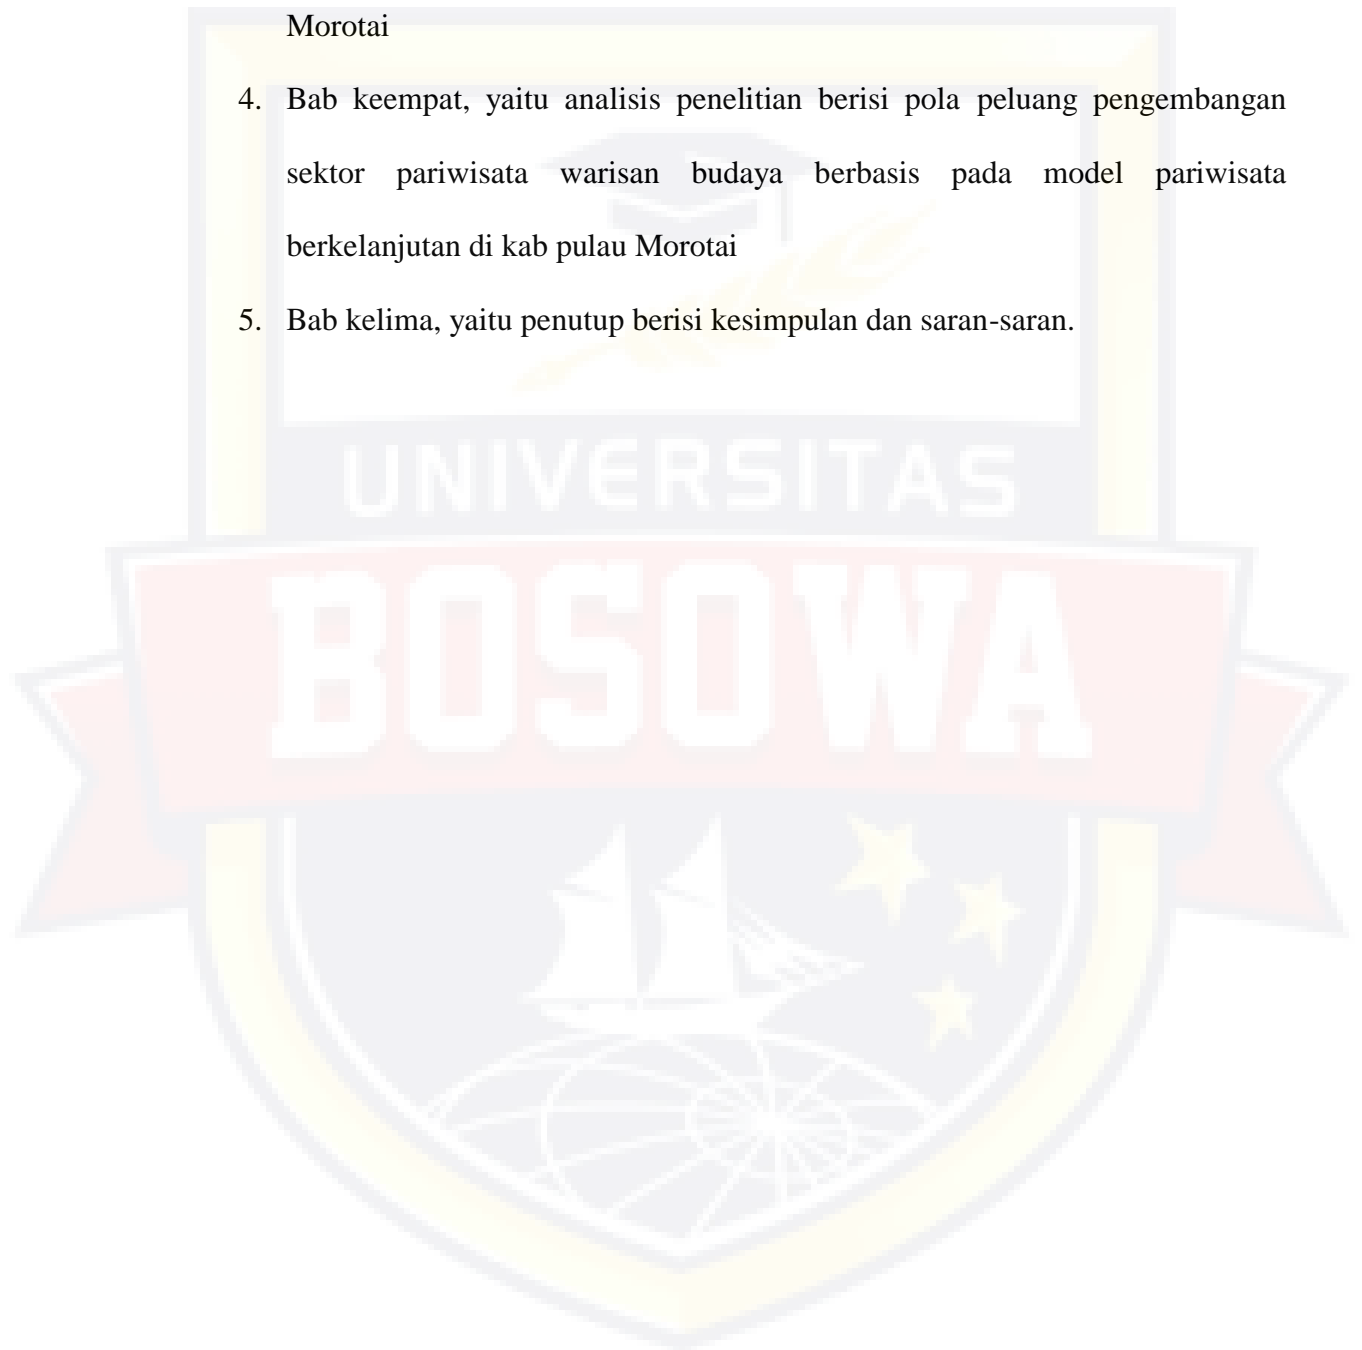 Morotai
4. Bab keempat, yaitu analisis penelitian berisi pola peluang pengembangan
sektor pariwisata warisan budaya berbasis pada model pariwisata
berkelanjutan di kab pulau Morotai
5. Bab kelima, yaitu penutup berisi kesimpulan dan saran-saran.
UNIVERSITAS
BOSOWA